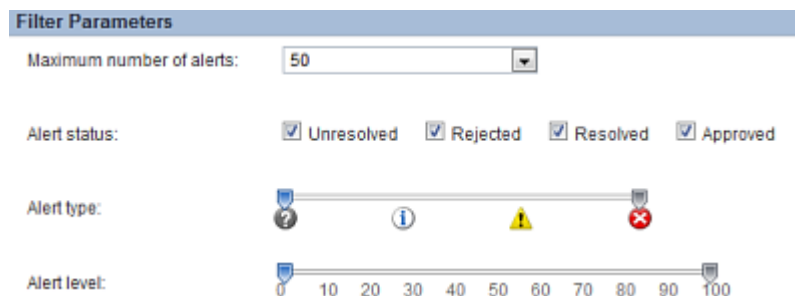 Filter Parameters
Maximum number of alerts: 50
Alert status: Unresolved Rejected Resolved Approved
Alert type:
Alert level: 0 10 20 30 40 50 60 70 80 90 100